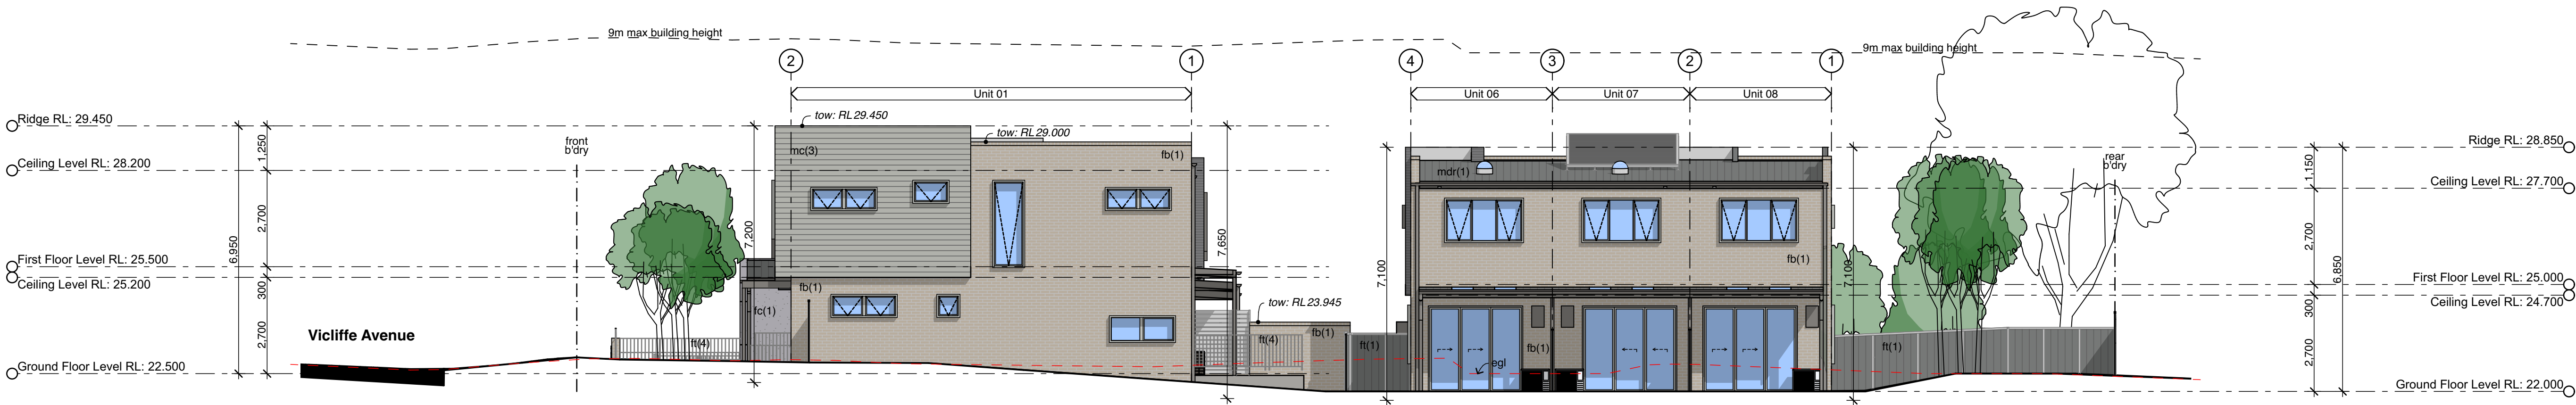 9m max building height
9m max building height
2
1
4
3
2
1
Unit 01
Unit 06
Unit 07
Unit 08
Ridge RL: 29.450
Ceiling Level RL: 28.200
First Floor Level RL: 25.500
Ceiling Level RL: 25.200
Ground Floor Level RL: 22.500
6,950
1,250
2,700
300
2,700
Vicliffe Avenue
front
b'dry
7,200
tow: RL29.450
tow: RL29.000
mc(3)
fb(1)
fb(1)
fc(1)
ft(4)
7,650
tow: RL23.945
ft(4)
fb(1)
ft(1)
7,100
mdr(1)
fb(1)
fb(1)
egl
7,100
ft(1)
rear
b'dry
1,150
2,700
300
2,700
6,850
Ridge RL: 28.850
Ceiling Level RL: 27.700
First Floor Level RL: 25.000
Ceiling Level RL: 24.700
Ground Floor Level RL: 22.000